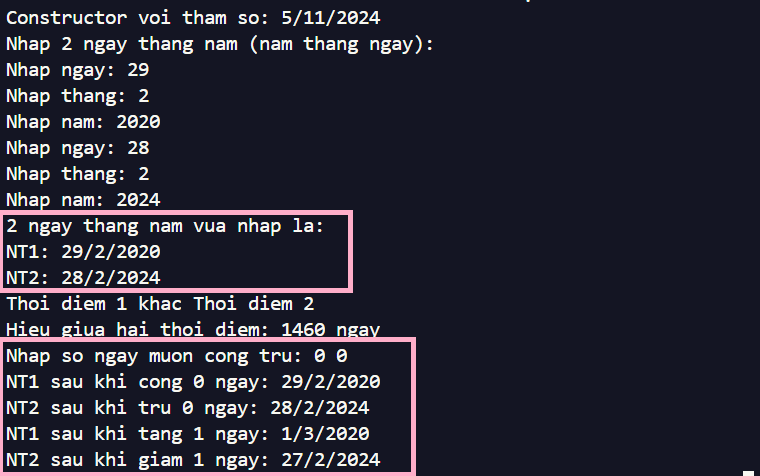 Constructor voi tham so: 5/11/2024
Nhap 2 ngay thang nam (nam thang ngay):
Nhap ngay: 29
Nhap thang: 2
Nhap nam: 2020
Nhap ngay: 28
Nhap thang: 2
Nhap nam: 2024
2 ngay thang nam vua nhap la:
NT1: 29/2/2020
NT2: 28/2/2024
Thoi diem 1 khac Thoi diem 2
Hieu giua hai thoi diem: 1460 ngay
Nhap so ngay muon cong tru: 0 0
NT1 sau khi cong 0 ngay: 29/2/2020
NT2 sau khi tru 0 ngay: 28/2/2024
NT1 sau khi tang 1 ngay: 1/3/2020
NT2 sau khi giam 1 ngay: 27/2/2024